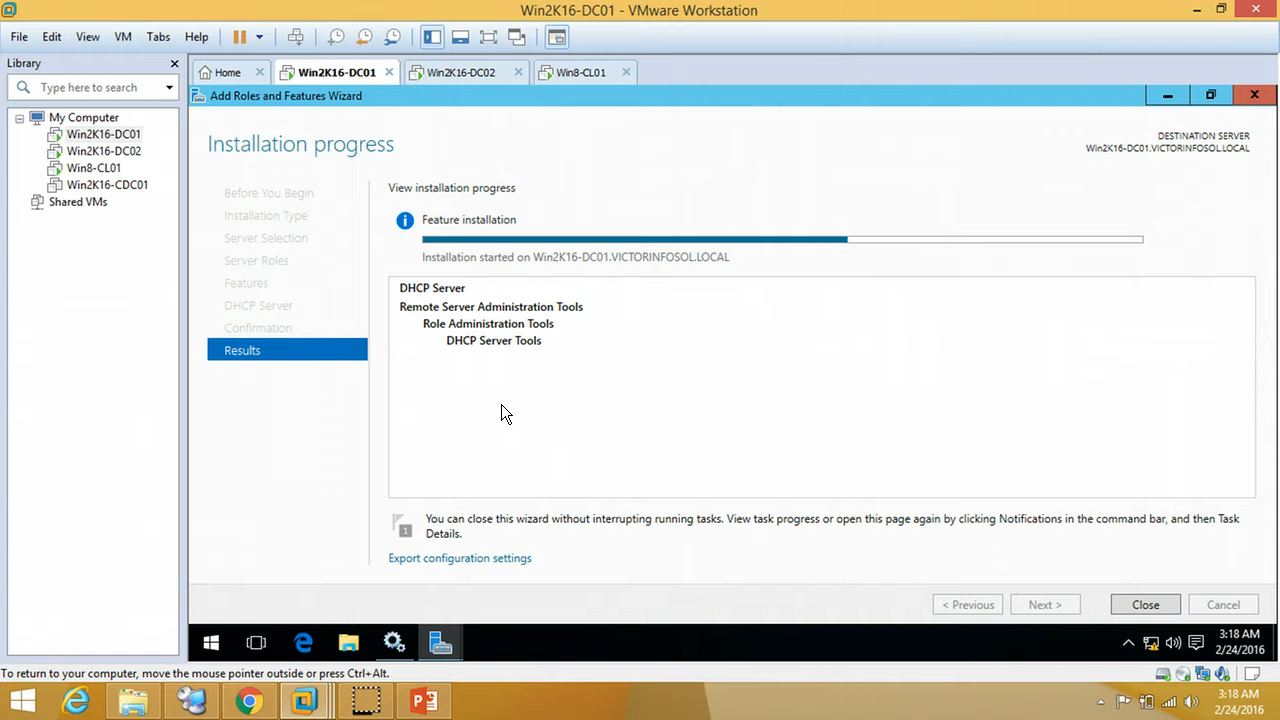 Win2K16-DC01 - VMware Workstation
File Edit View VM Tabs Help
Library
Type here to search
My Computer
Win2K16-DC01
Win2K16-DC02
Win8-CL01
Win2K16-CDC01
Shared VMs
Home Win2K16-DC01 Win2K16-DC02 Win8-CL01
Add Roles and Features Wizard
Installation progress
DESTINATION SERVER
Win2K16-DC01.VICTORINFOSOL.LOCAL
Before You Begin
Installation Type
Server Selection
Server Roles
Features
DHCP Server
Confirmation
Results
View installation progress
Feature installation
Installation started on Win2K16-DC01.VICTORINFOSOL.LOCAL
DHCP Server
Remote Server Administration Tools
Role Administration Tools
DHCP Server Tools
1
You can close this wizard without interrupting running tasks. View task progress or open this page again by clicking Notifications in the command bar, and then Task
Details.
Export configuration settings
< Previous Next > Close Cancel
3:18 AM
2/24/2016
To return to your computer, move the mouse pointer outside or press Ctrl+Alt.
3:18 AM
2/24/2016